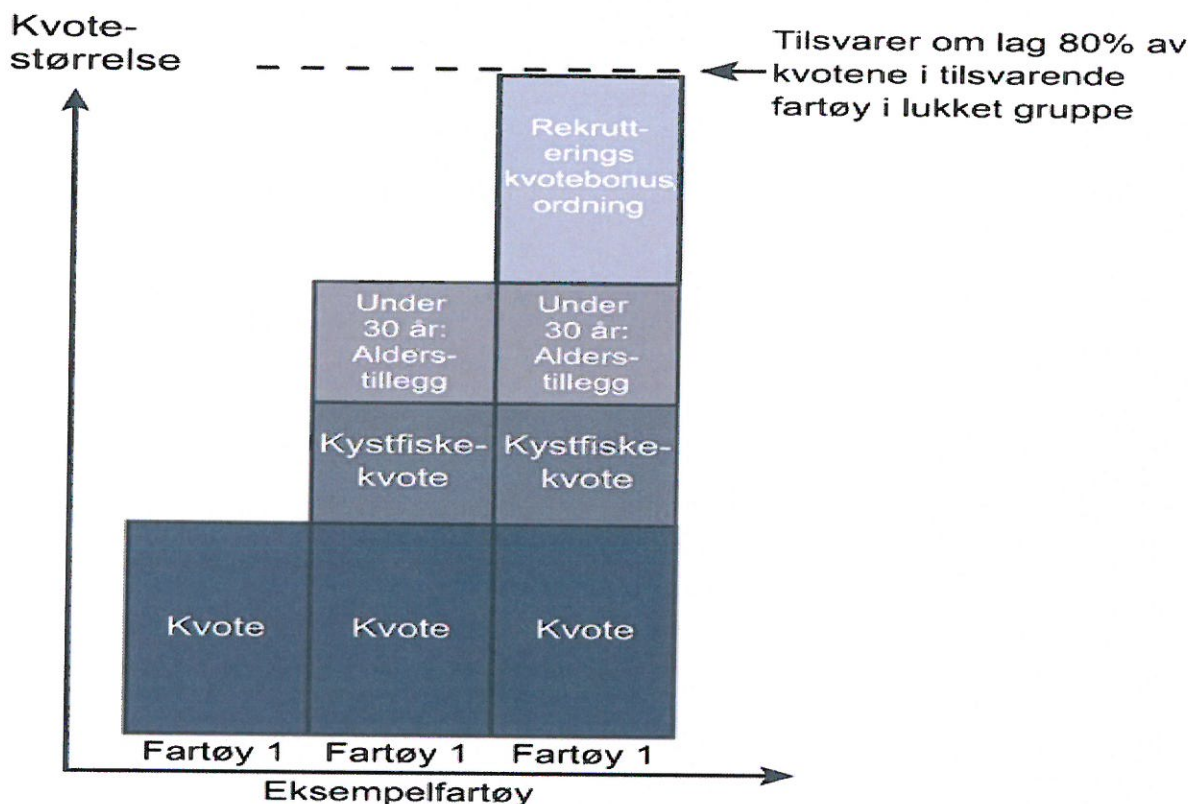 Kvote-
størrelse
Tilsvarer om lag 80% av
kvotene i tilsvarende
fartøy i lukket gruppe
Rekrutt-
erings
kvotebonus
ordning
Under
30 år:
Alders-
tillegg
Under
30 år:
Alders-
tillegg
Kystfiske-
kvote
Kystfiske-
kvote
Kvote
Kvote
Kvote
Fartøy 1
Fartøy 1
Fartøy 1
Eksempelfartøy